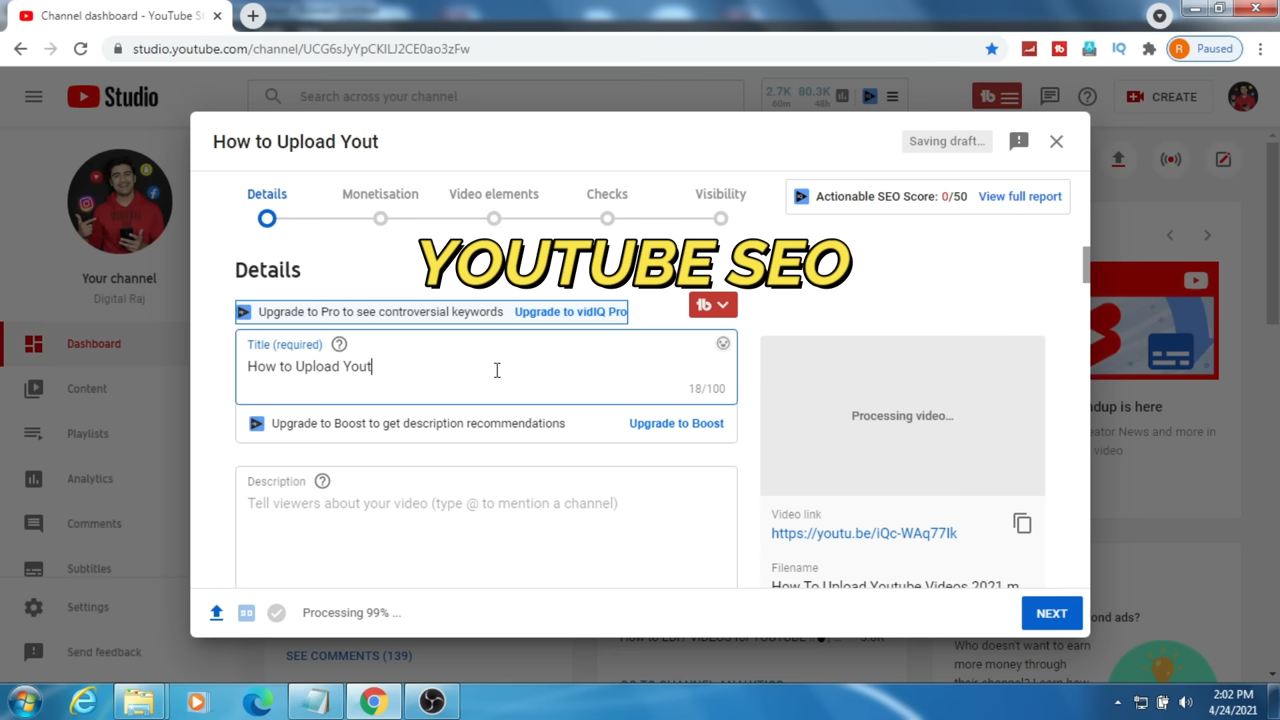 Channel dashboard - YouTube S
studio.youtube.com/channel/UCG6sJyYpCKILJ2CE0ao3zFw
IQ
R Paused
Studio
Search across your channel
2.7K 80.3K
60m 48h
CREATE
How to Upload Yout
Saving draft...
Details
Monetisation
Video elements
Checks
Visibility
Actionable SEO Score: 0/50 View full report
YOUTUBE SEO
Details
Upgrade to Pro to see controversial keywords Upgrade to vidIQ Pro
Title (required)
How to Upload Yout
18/100
Upgrade to Boost to get description recommendations Upgrade to Boost
Description
Tell viewers about your video (type @ to mention a channel)
Processing video...
Video link
https://youtu.be/iQc-WAq77Ik
Filename
How To Upload Youtube Videos 2021.m
Processing 99% ...
NEXT
Your channel
Digital Raj
Dashboard
Content
Playlists
Analytics
Comments
Subtitles
Settings
Send feedback
SEE COMMENTS (139)
ndup is here
eator News and more in
video
ond ads?
Who doesn't want to earn
more money through
2:02 PM
4/24/2021